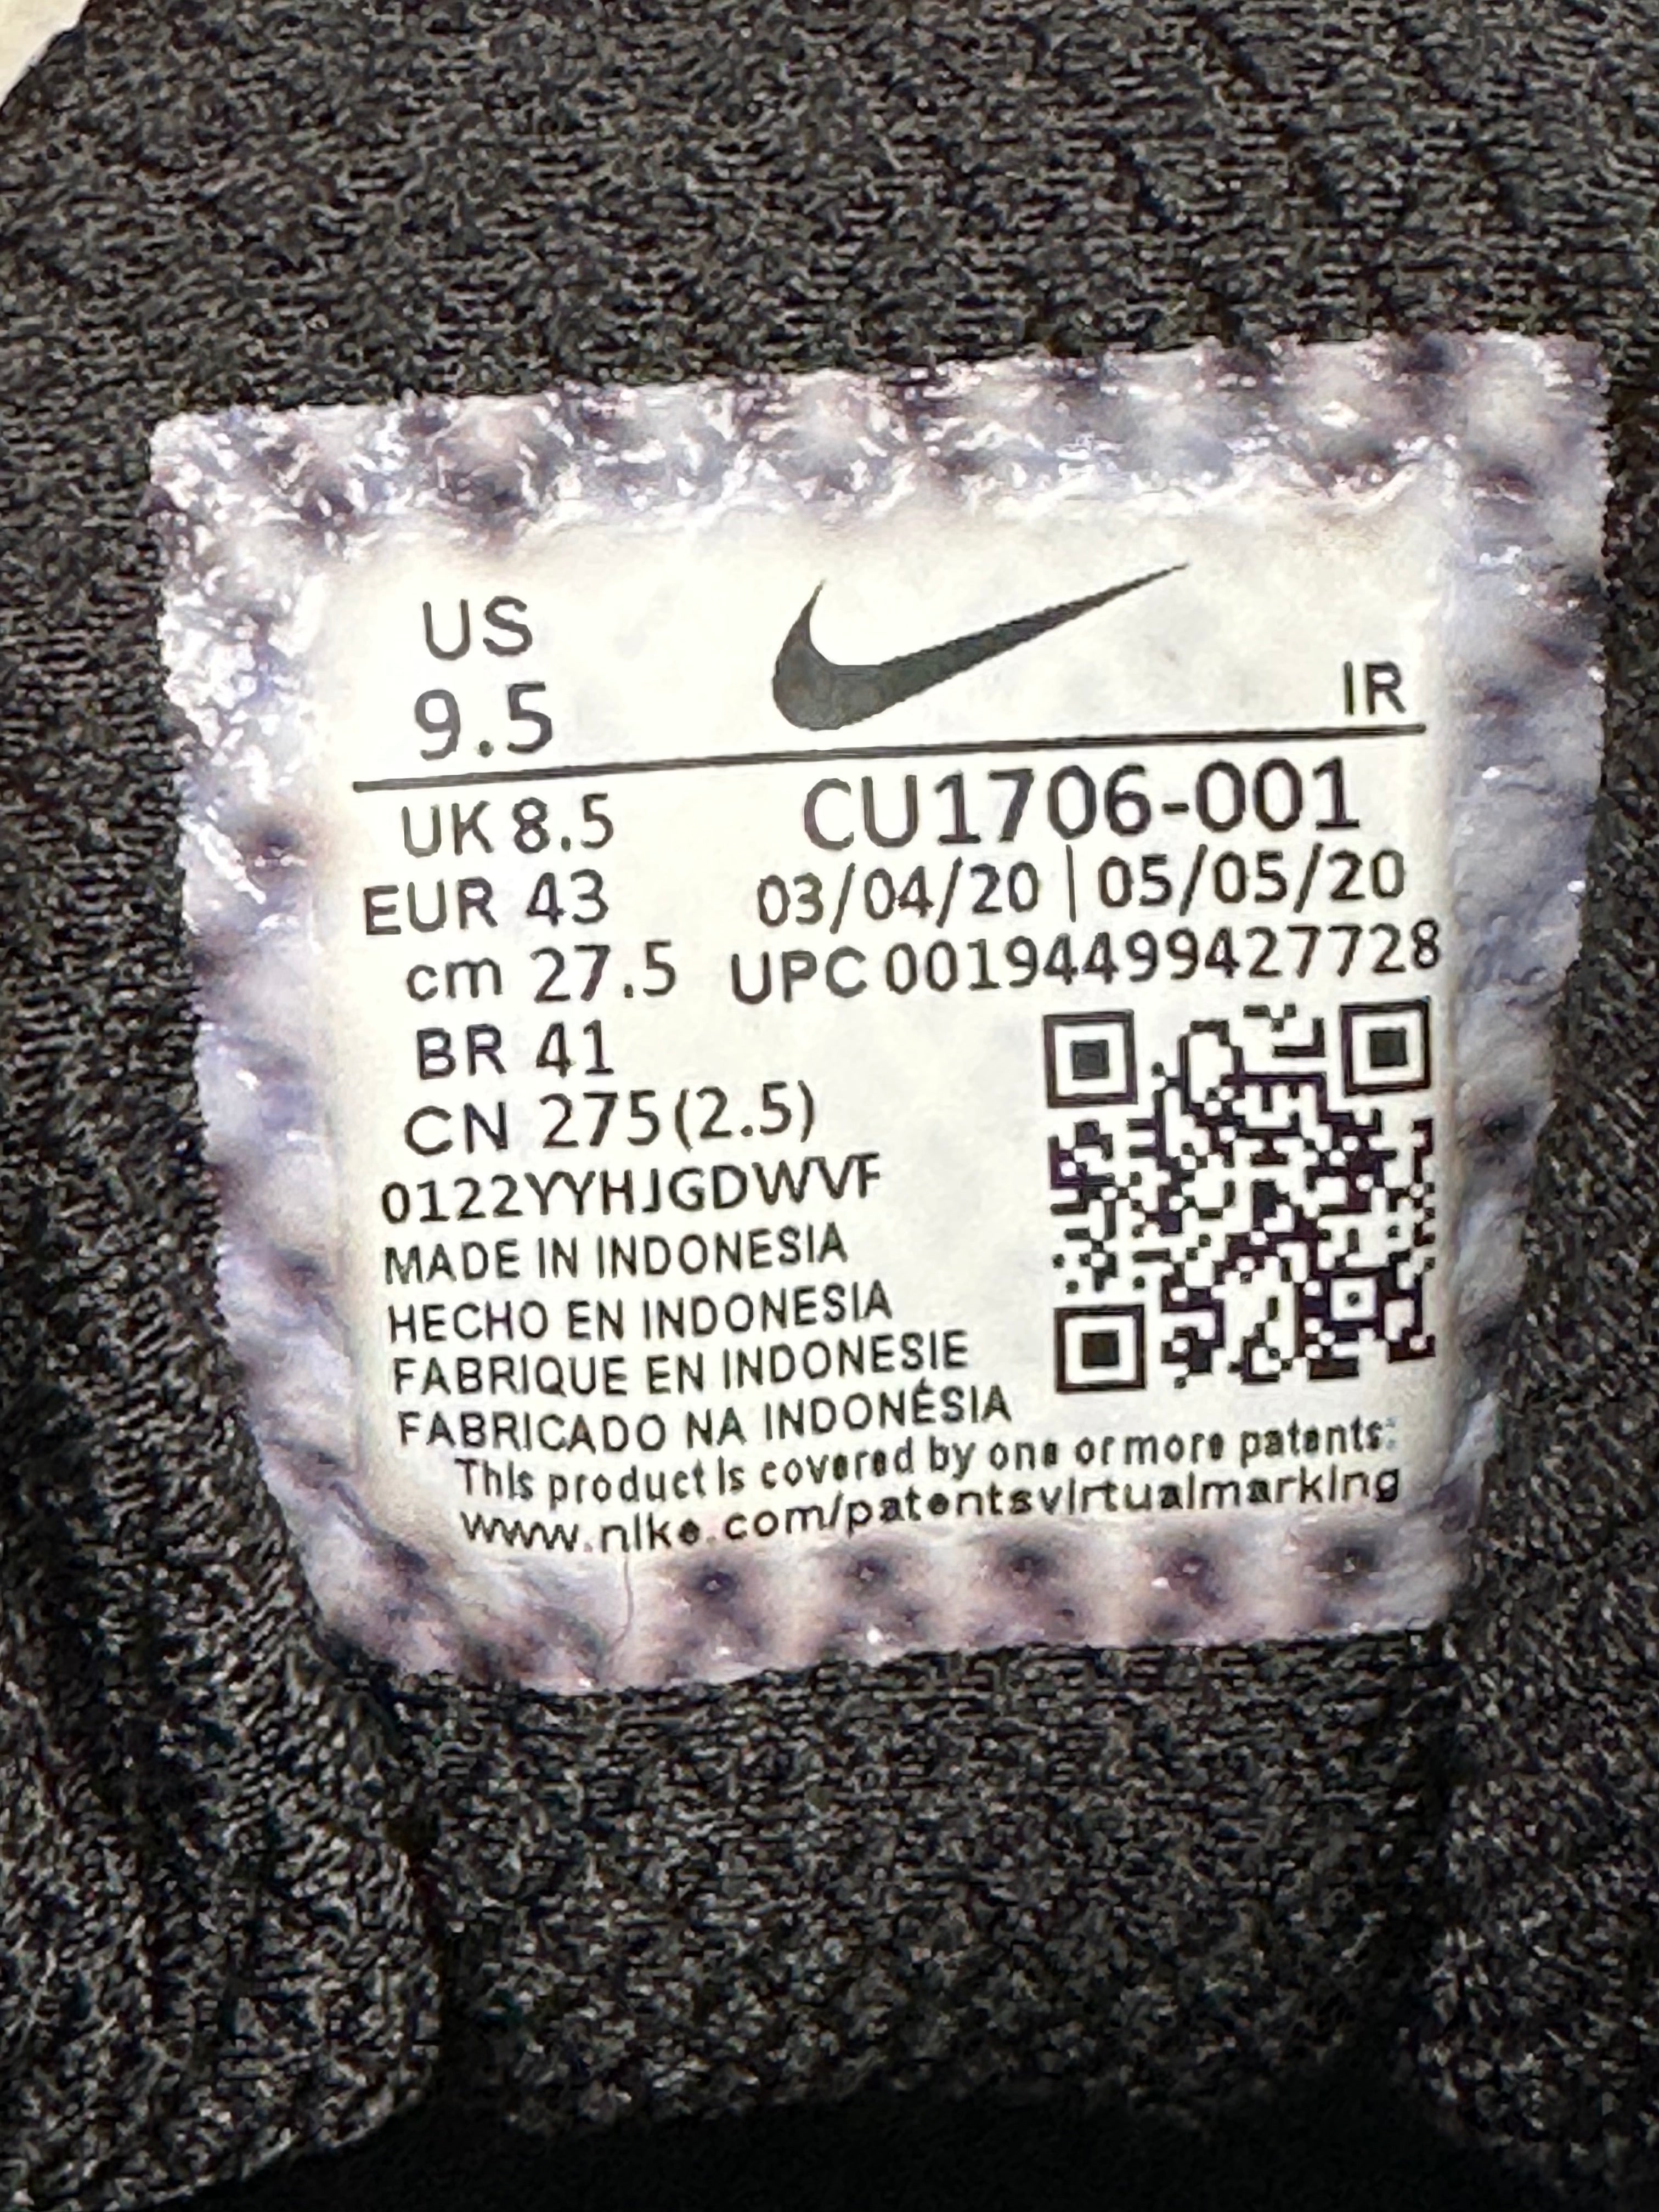 US
9.5
IR
UK 8.5
CU1706-001
EUR 43
03/04/20 | 05/05/20
cm 27.5
UPC 00194499427728
BR 41
CN 275(2.5)
0122YYHJGDWVF
MADE IN INDONESIA
HECHO EN INDONESIA
FABRIQUE EN INDONESIE
FABRICADO NA INDONÉSIA
This product is covered by one or more patents:
www.nike.com/patentsvirtualmarking